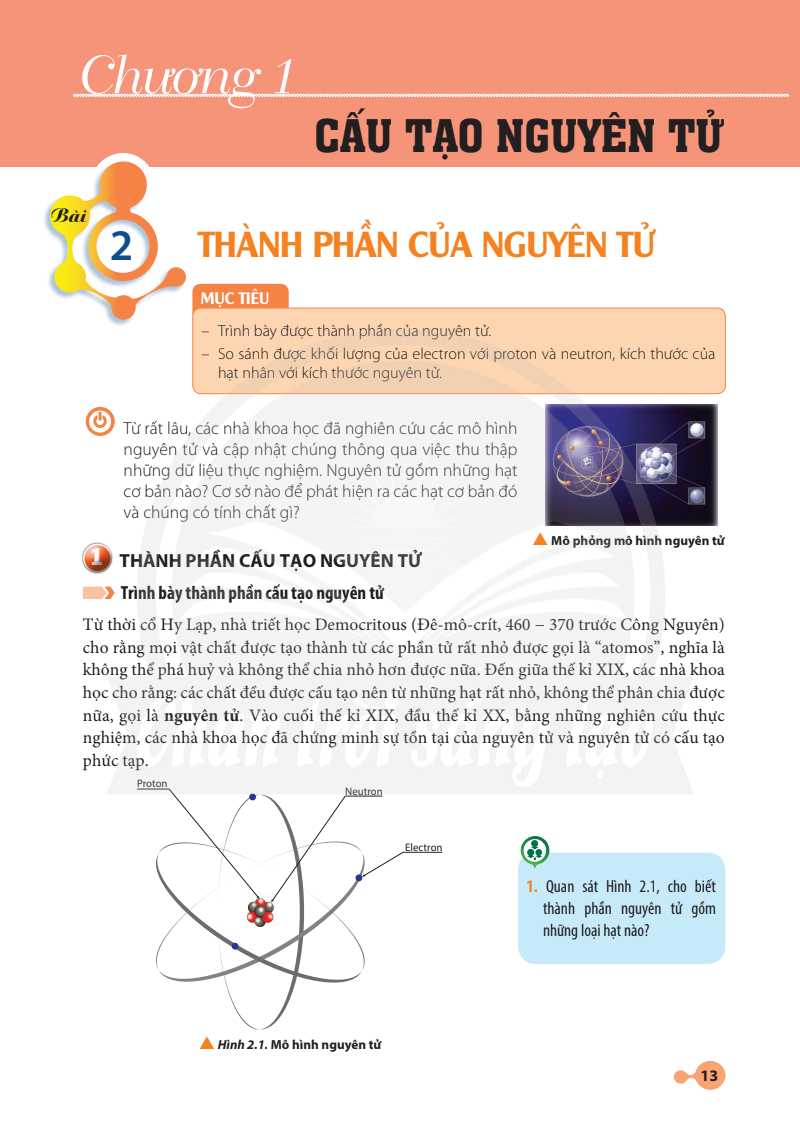 Chương 1
CẤU TẠO NGUYÊN TỬ
Bài
2
THÀNH PHẦN CỦA NGUYÊN TỬ
MỤC TIÊU
– Trình bày được thành phần của nguyên tử.
– So sánh được khối lượng của electron với proton và neutron, kích thước của
hạt nhân với kích thước nguyên tử.
Từ rất lâu, các nhà khoa học đã nghiên cứu các mô hình
nguyên tử và cập nhật chúng thông qua việc thu thập
những dữ liệu thực nghiệm. Nguyên tử gồm những hạt
cơ bản nào? Cơ sở nào để phát hiện ra các hạt cơ bản đó
và chúng có tính chất gì?
Mô phỏng mô hình nguyên tử
1 THÀNH PHẦN CẤU TẠO NGUYÊN TỬ
Trình bày thành phần cấu tạo nguyên tử
Từ thời cổ Hy Lạp, nhà triết học Democritous (Đê-mô-crít, 460 – 370 trước Công Nguyên)
cho rằng mọi vật chất được tạo thành từ các phần tử rất nhỏ được gọi là “atomos”, nghĩa là
không thể phá huỷ và không thể chia nhỏ hơn được nữa. Đến giữa thế kỉ XIX, các nhà khoa
học cho rằng: các chất đều được cấu tạo nên từ những hạt rất nhỏ, không thể phân chia được
nữa, gọi là nguyên tử. Vào cuối thế kỉ XIX, đầu thế kỉ XX, bằng những nghiên cứu thực
nghiệm, các nhà khoa học đã chứng minh sự tồn tại của nguyên tử và nguyên tử có cấu tạo
phức tạp.
Chân trời sáng tạo
Proton
Neutron
Electron
1. Quan sát Hình 2.1, cho biết
thành phần nguyên tử gồm
những loại hạt nào?
Hình 2.1. Mô hình nguyên tử
13